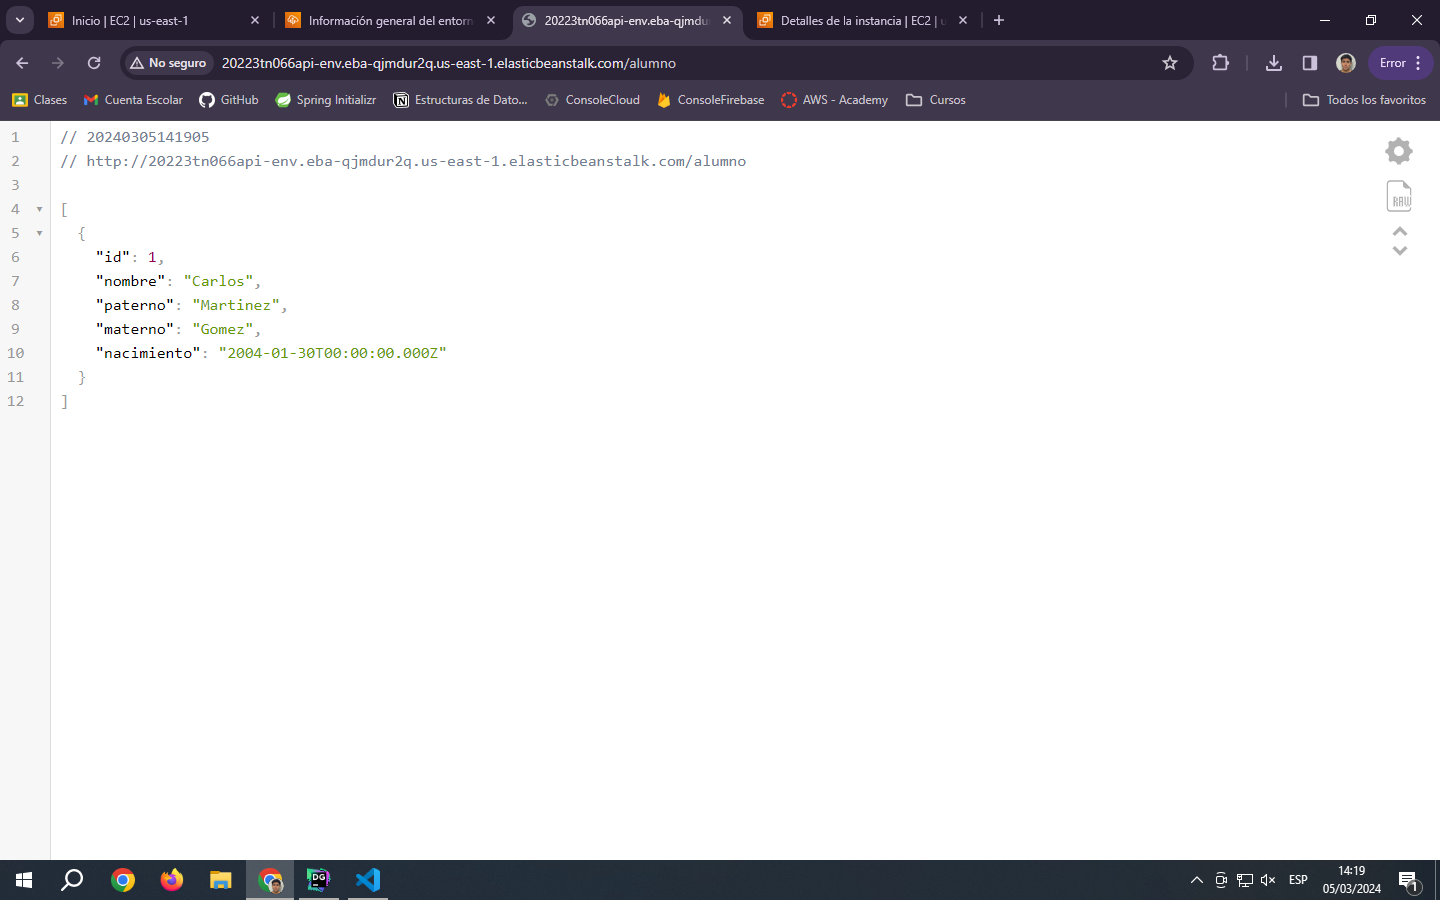 Inicio | EC2 | us-east-1
Información general del entorn
20223tn066api-env.eba-qjmdur
Detalles de la instancia | EC2 | u
No seguro
20223tn066api-env.eba-qjmdur2q.us-east-1.elasticbeanstalk.com/alumno
Error
Clases
Cuenta Escolar
GitHub
Spring Initializr
Estructuras de Dato...
ConsoleCloud
ConsoleFirebase
AWS - Academy
Cursos
Todos los favoritos
1 // 20240305141905
2 // http://20223tn066api-env.eba-qjmdur2q.us-east-1.elasticbeanstalk.com/alumno
3
4 [
5 {
6 "id": 1,
7 "nombre": "Carlos",
8 "paterno": "Martinez",
9 "materno": "Gomez",
10 "nacimiento": "2004-01-30T00:00:00.000Z"
11 }
12 ]
RAW
DG
ESP
14:19
05/03/2024
1